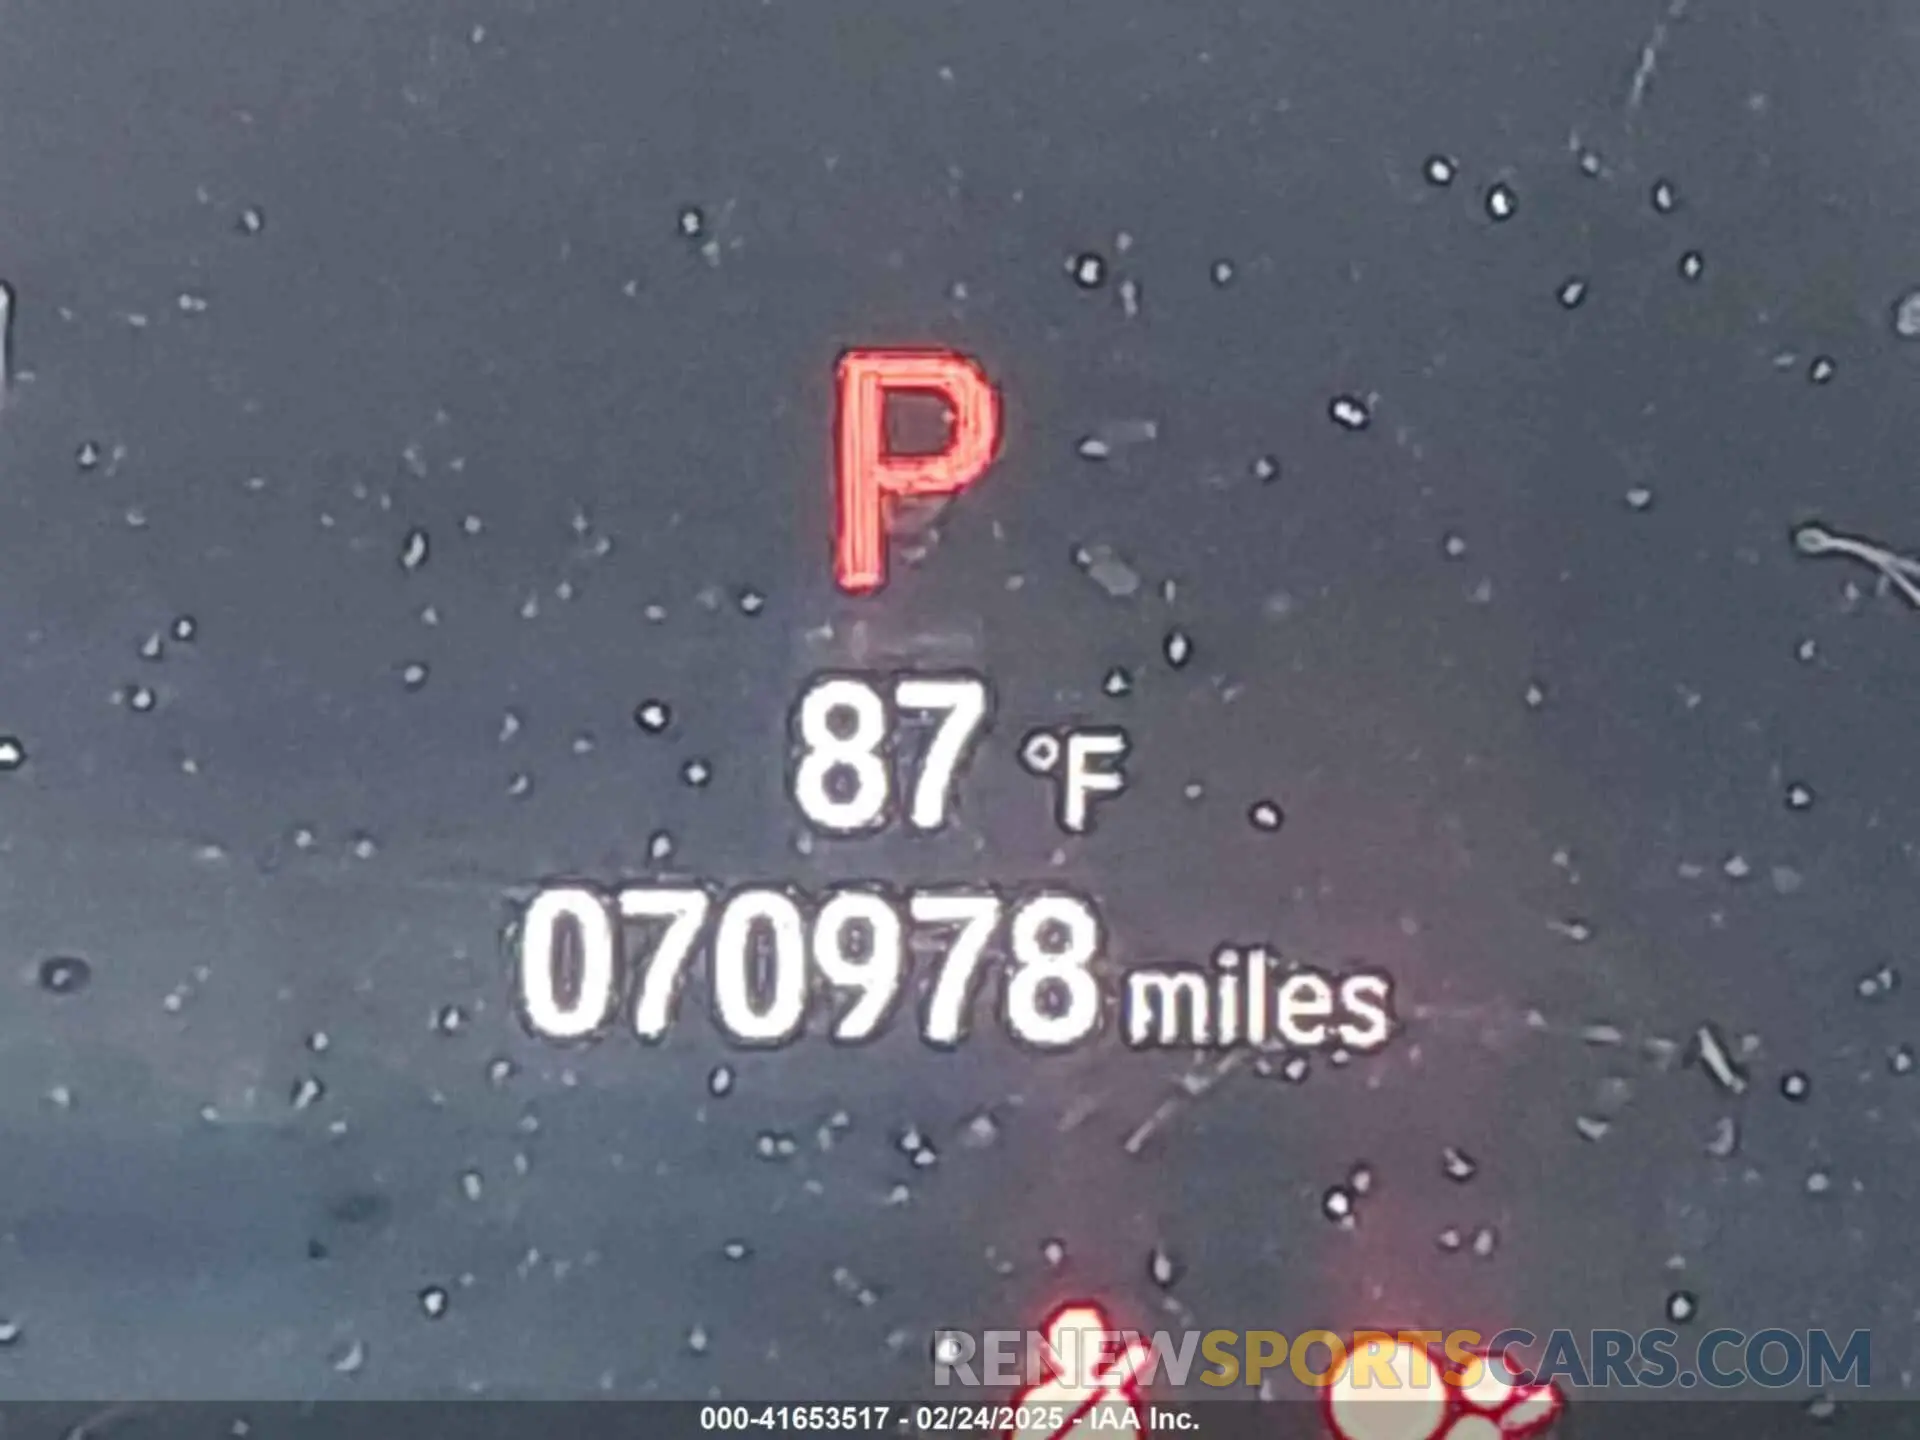 P
87 °F
070978 miles
RENEWSPORTSCARS.COM
000-41653517 - 02/24/2025 - IAA Inc.